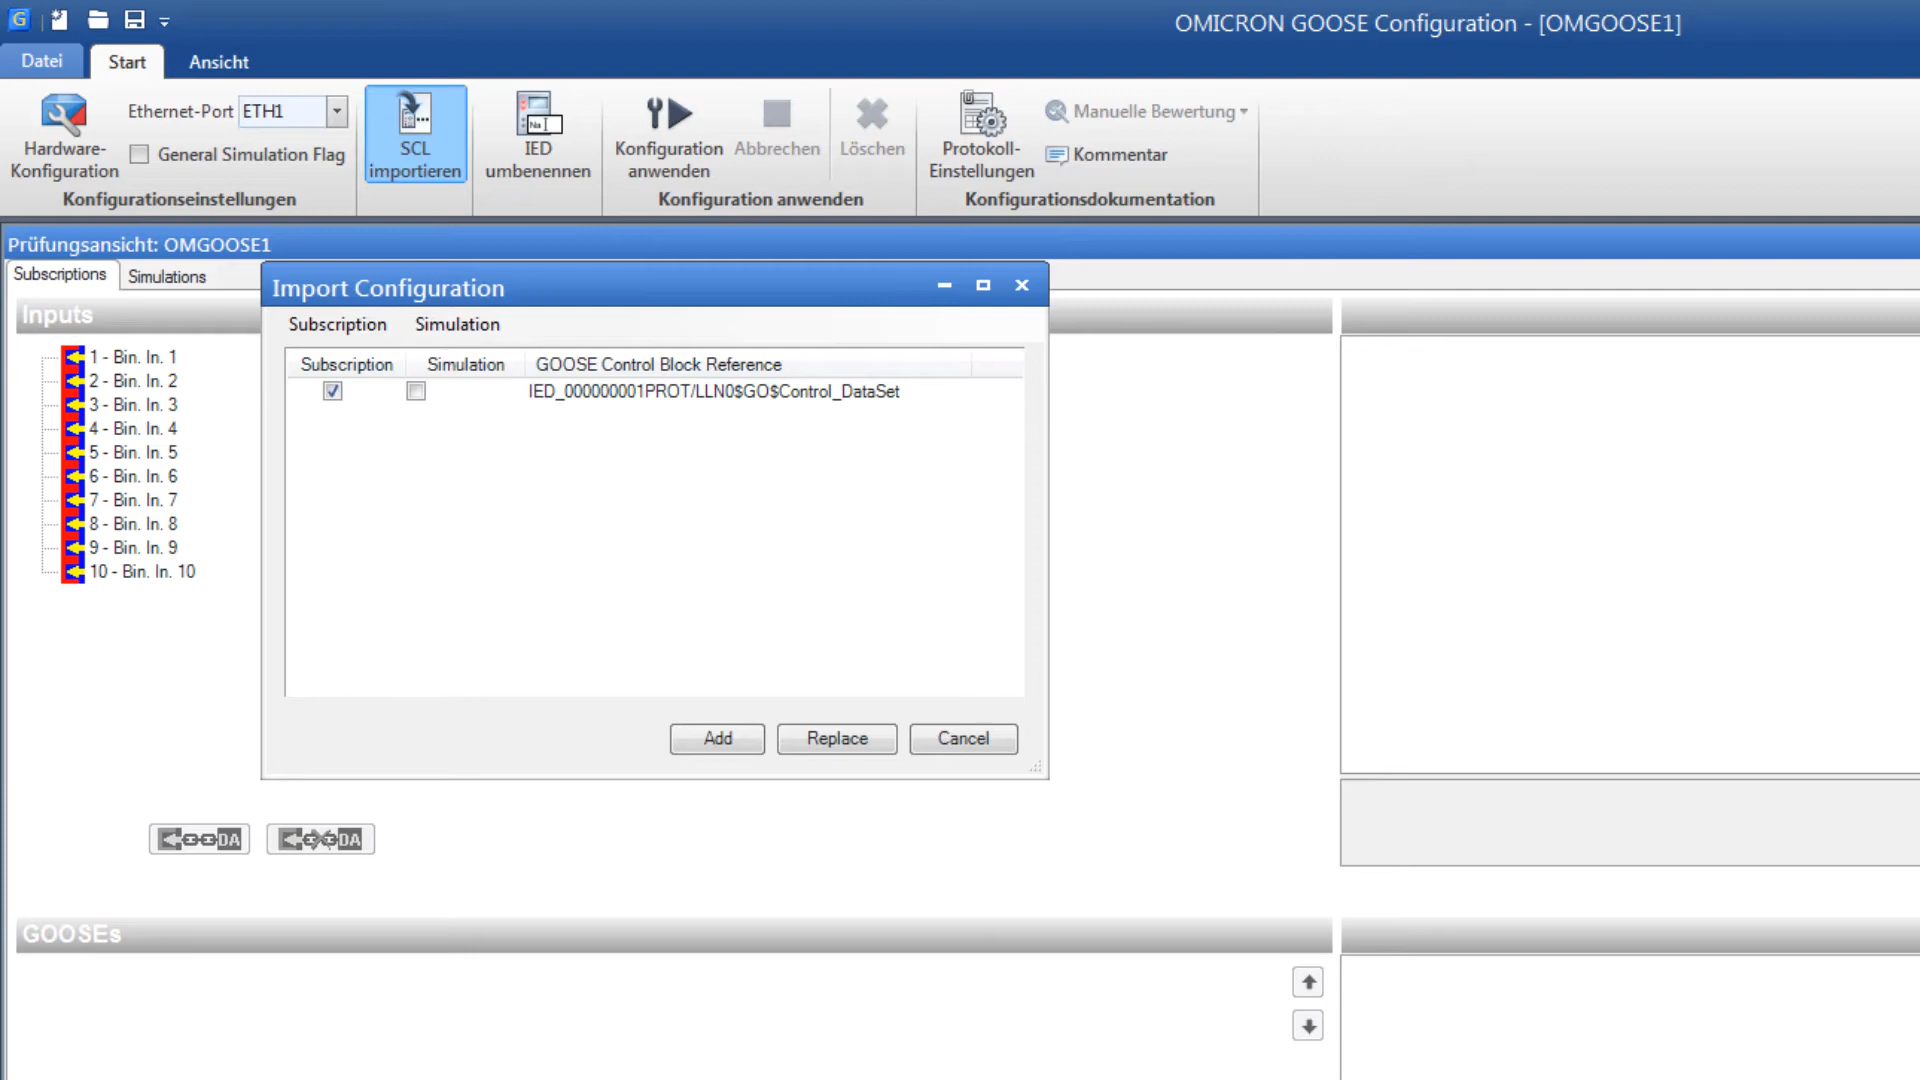 OMICRON GOOSE Configuration - [OMGOOSE1]
Datei
Start
Ansicht
Hardware-
Konfiguration
Ethernet-Port
ETH1
General Simulation Flag
Konfigurationseinstellungen
SCL
importieren
IED
umbenennen
Konfiguration
anwenden
Abbrechen
Löschen
Konfiguration anwenden
Protokoll-
Einstellungen
Manuelle Bewertung
Kommentar
Konfigurationsdokumentation
Prüfungsansicht: OMGOOSE1
Subscriptions
Simulations
Inputs
1 - Bin. In. 1
2 - Bin. In. 2
3 - Bin. In. 3
4 - Bin. In. 4
5 - Bin. In. 5
6 - Bin. In. 6
7 - Bin. In. 7
8 - Bin. In. 8
9 - Bin. In. 9
10 - Bin. In. 10
Import Configuration
Subscription
Simulation
Subscription
Simulation
GOOSE Control Block Reference
IED_000000001PROT/LLN0$GO$Control_DataSet
Add
Replace
Cancel
DA
DA
GOOSEs